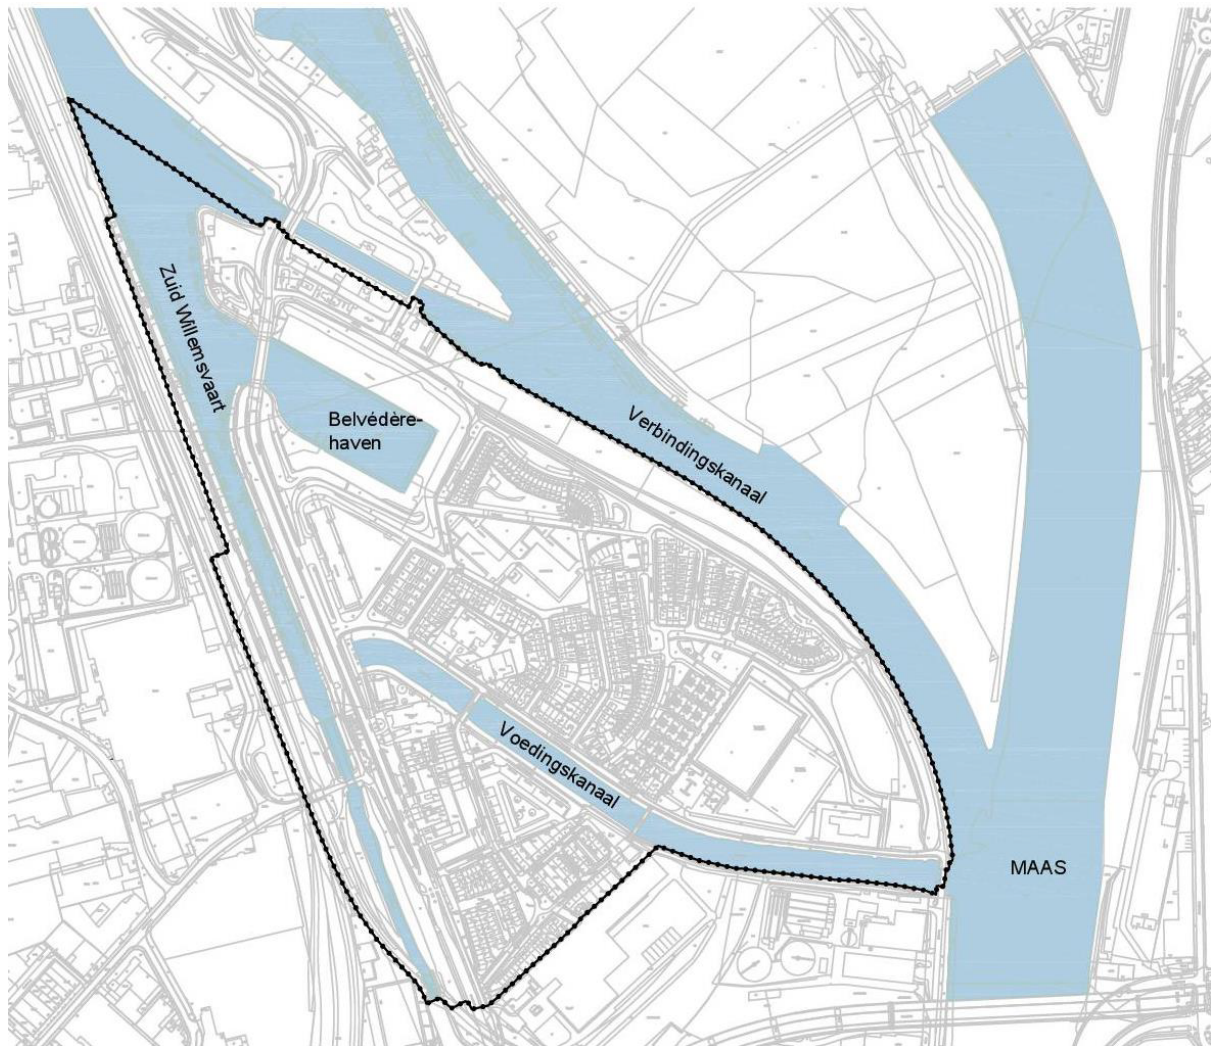 Zuid Willemsvaart
Belvédère-
haven
Verbindingskanaal
Voedingskanaal
MAAS